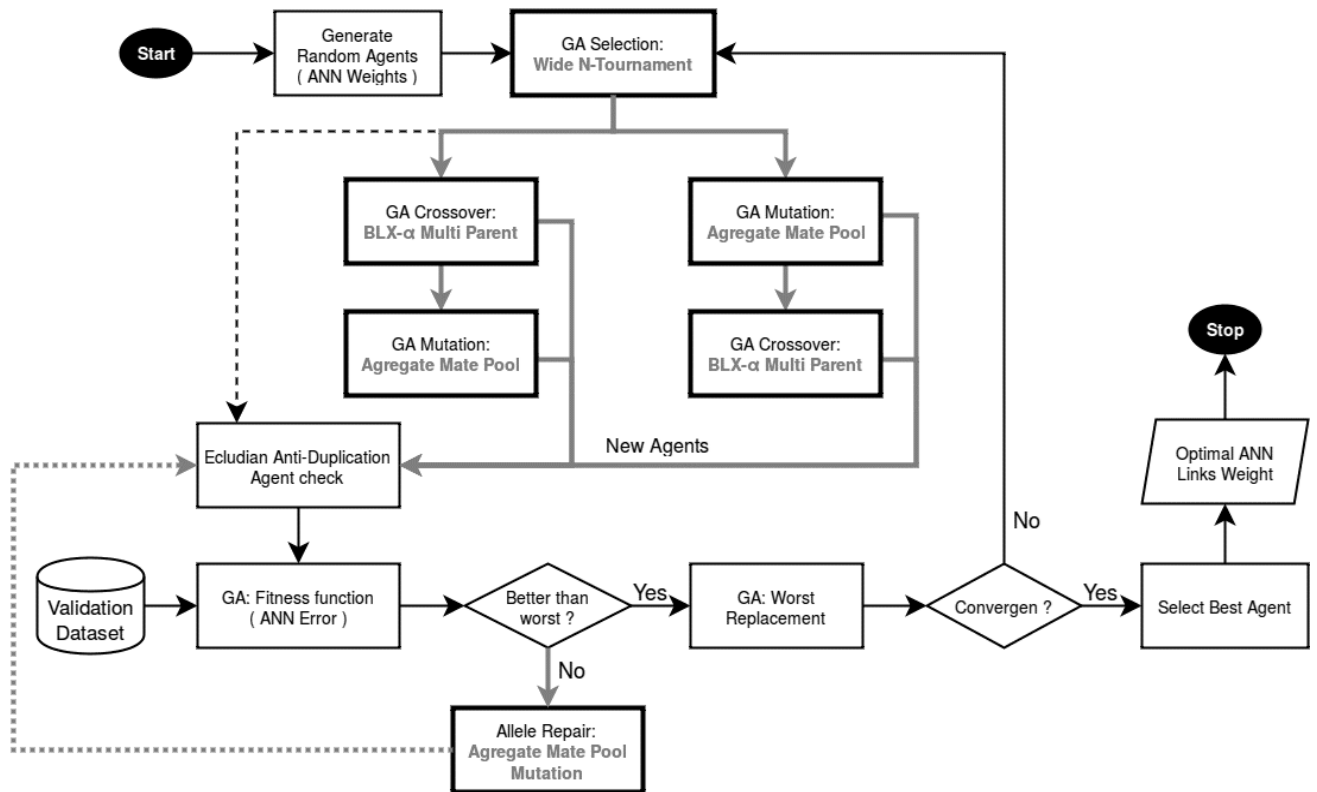 Start
Generate
Random Agents
( ANN Weights )
GA Selection:
Wide N-Tournament
GA Crossover:
BLX-α Multi Parent
GA Mutation:
Agregate Mate Pool
GA Mutation:
Agregate Mate Pool
GA Crossover:
BLX-α Multi Parent
Stop
New Agents
Ecludian Anti-Duplication
Agent check
Optimal ANN
Links Weight
No
Validation
Dataset
GA: Fitness function
( ANN Error )
Better than
worst ?
Yes
GA: Worst
Replacement
Convergen ?
Yes
Select Best Agent
No
Allele Repair:
Agregate Mate Pool
Mutation